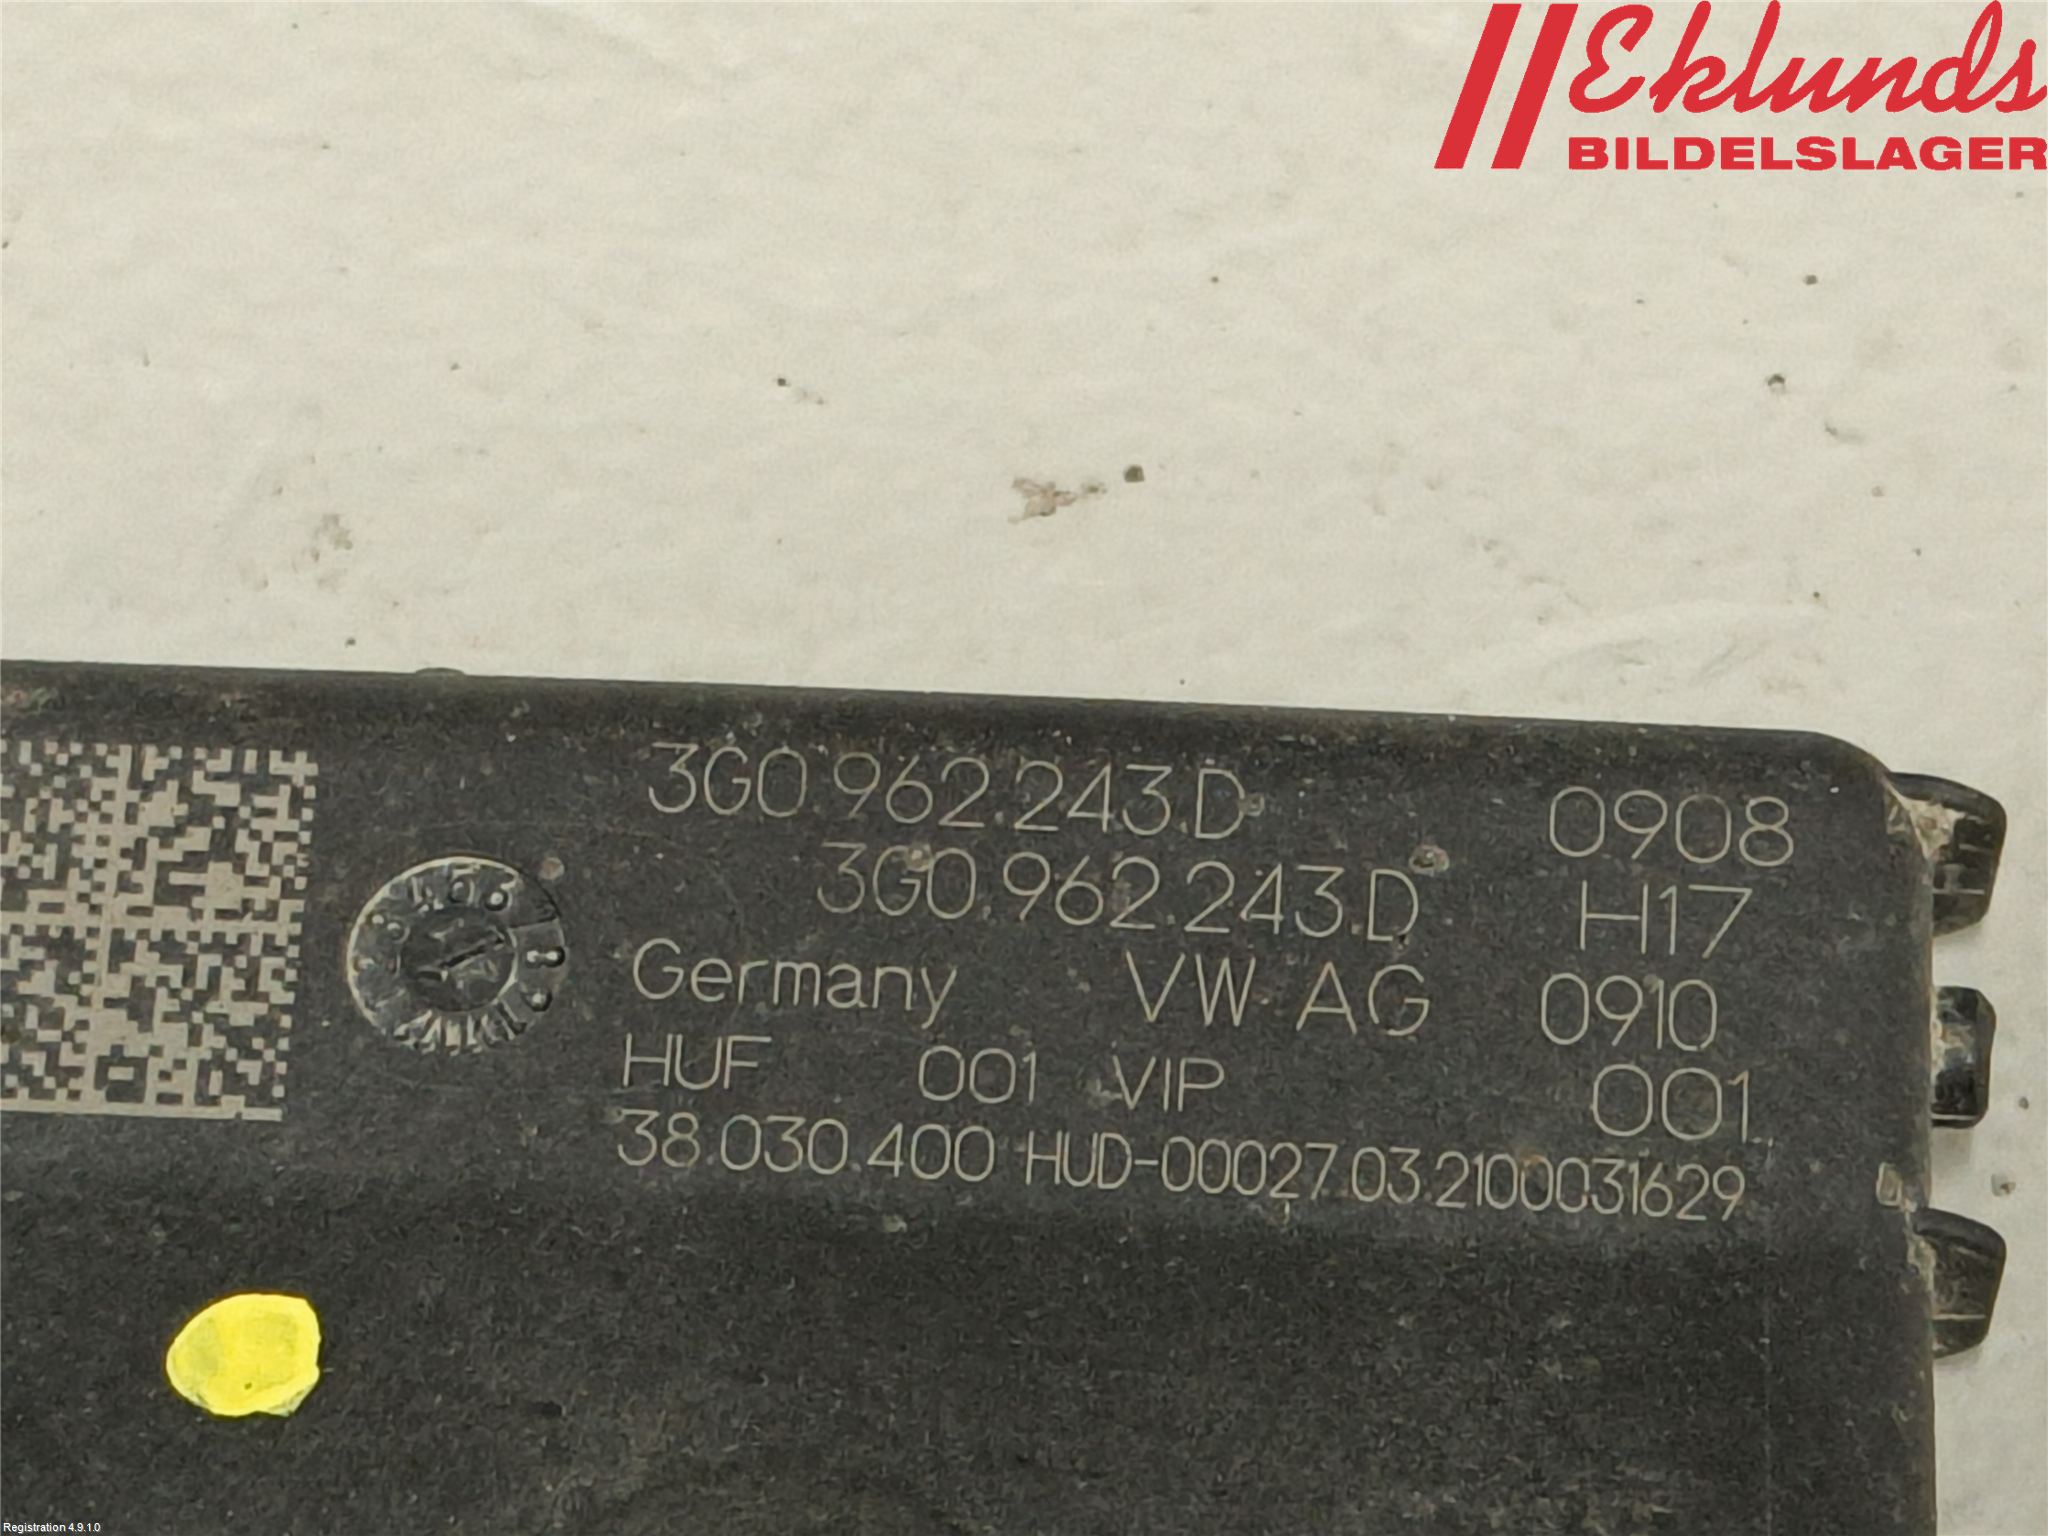 Eklunds
BILDELSLAGER
3G0.962.243.D 0908
3G0.962.243.D H17
Germany VW AG 0910
HUF 001 VIP 001
38.030.400 HUD-00027.03.2100031629
Registration 4.9.1.0